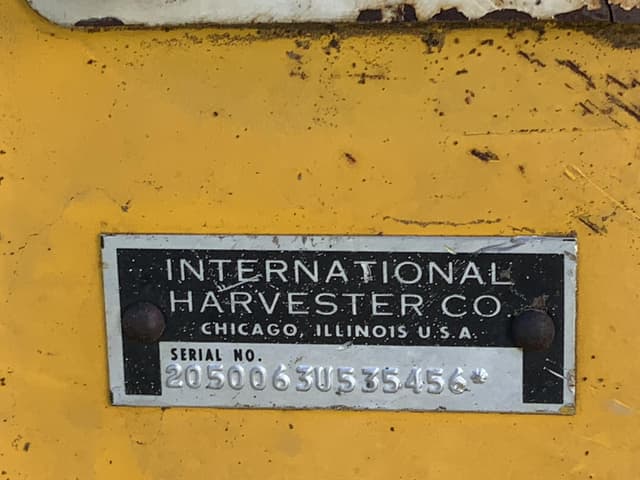 INTERNATIONAL
HARVESTER CO
CHICAGO, ILLINOIS U.S.A.
SERIAL NO.
2050063U535456*